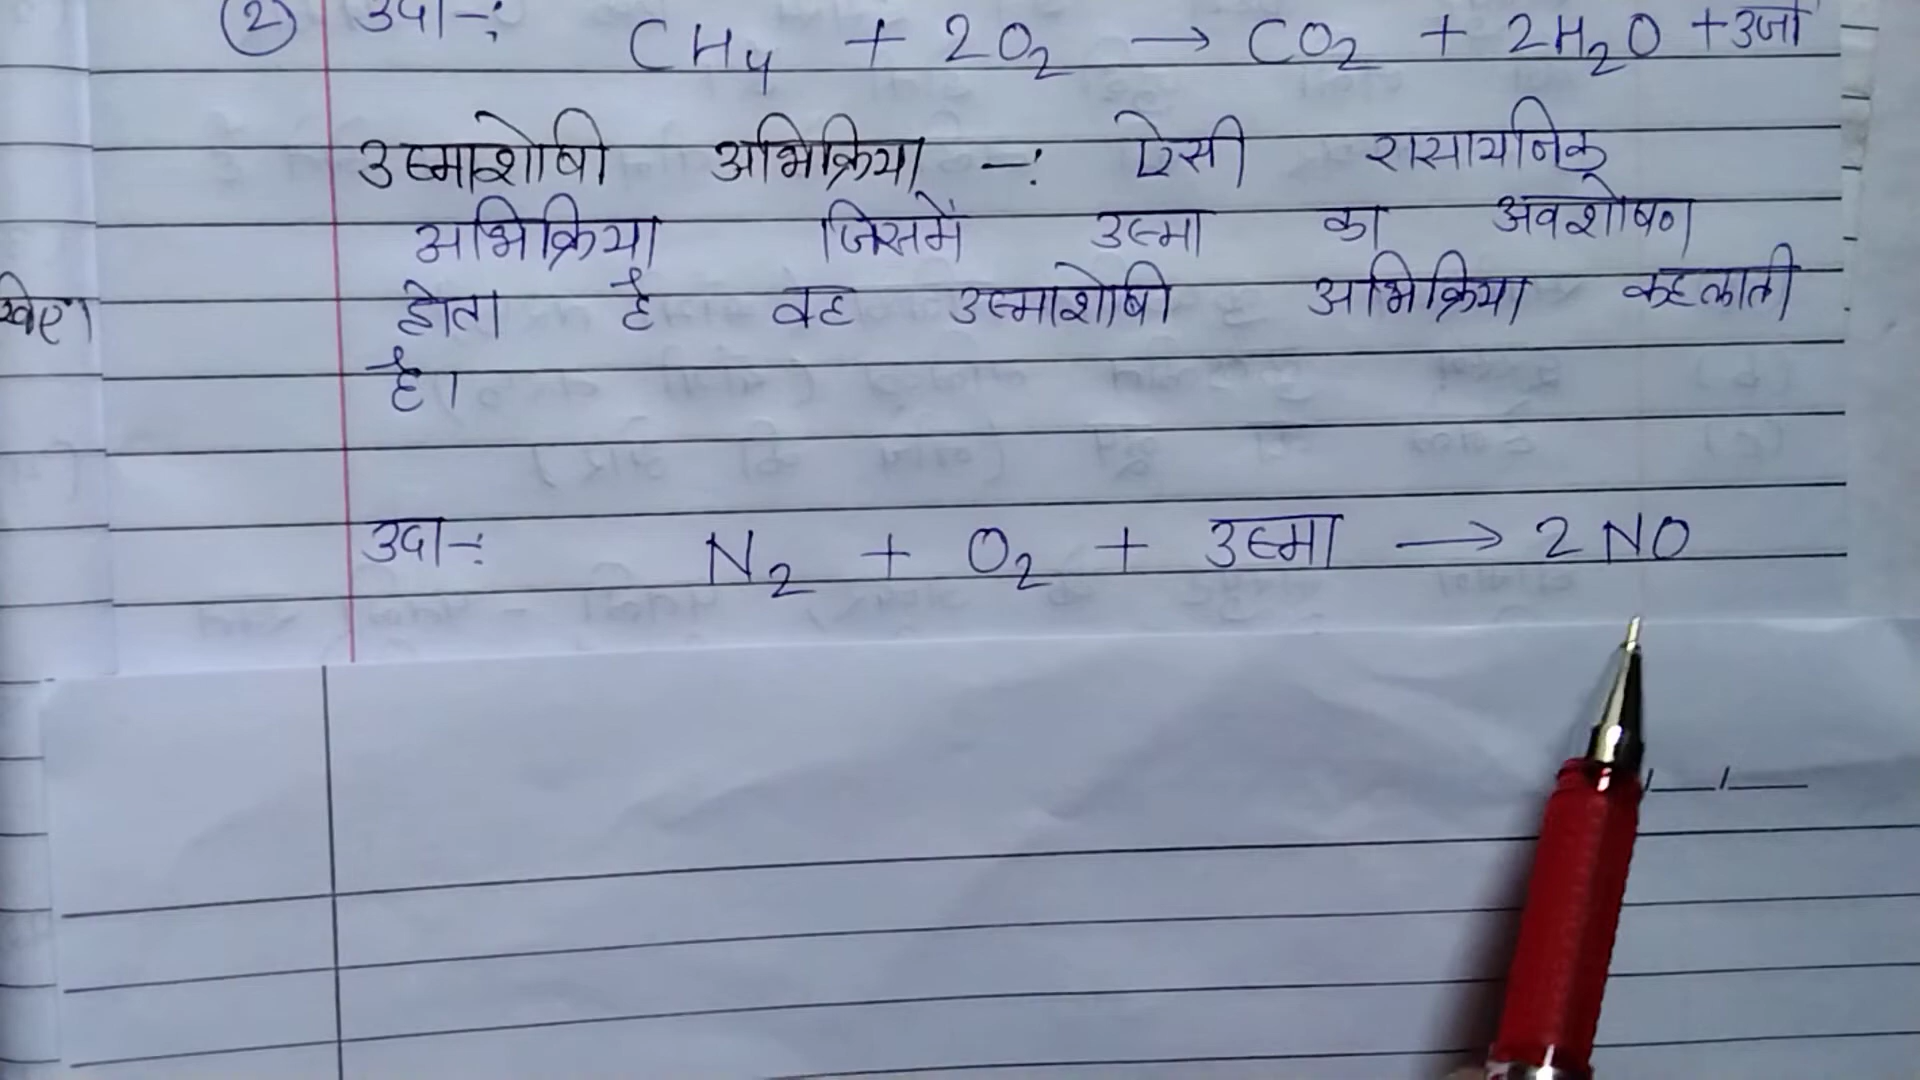 ② उदा-: CH4 + 2O2 → CO2 + 2H2O + उर्जा
उष्माशोषी अभिक्रिया -: ऐसी रासायनिक
अभिक्रिया जिसमें उष्मा का अवशोषण
होता है वह उष्माशोषी अभिक्रिया कहलाती
है।
उदा-: N2 + O2 + उष्मा → 2NO